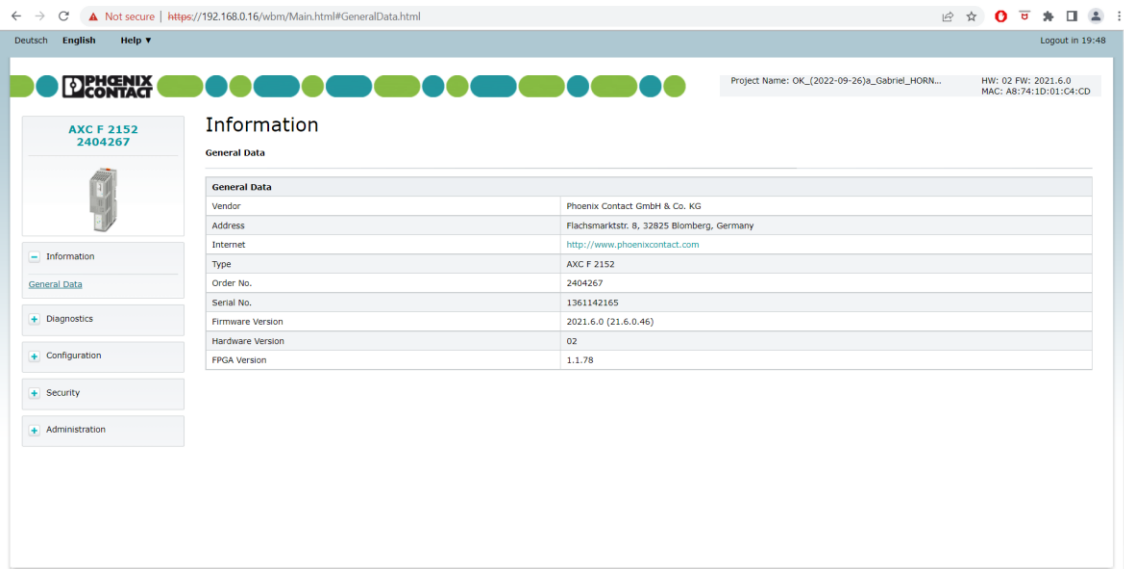 Not secure | https://192.168.0.16/wbm/Main.html#GeneralData.html
Deutsch English Help ▼ Logout in 19:48
PHŒNIX
CONTACT
Project Name: OK_(2022-09-26)a_Gabriel_HORN... HW: 02 FW: 2021.6.0
MAC: A8:74:1D:01:C4:CD
AXC F 2152
2404267
Information
General Data
General Data
Vendor Phoenix Contact GmbH & Co. KG
Address Flachsmarktstr. 8, 32825 Blomberg, Germany
Internet http://www.phoenixcontact.com
Type AXC F 2152
Order No. 2404267
Serial No. 1361142165
Firmware Version 2021.6.0 (21.6.0.46)
Hardware Version 02
FPGA Version 1.1.78
Information
General Data
Diagnostics
Configuration
Security
Administration